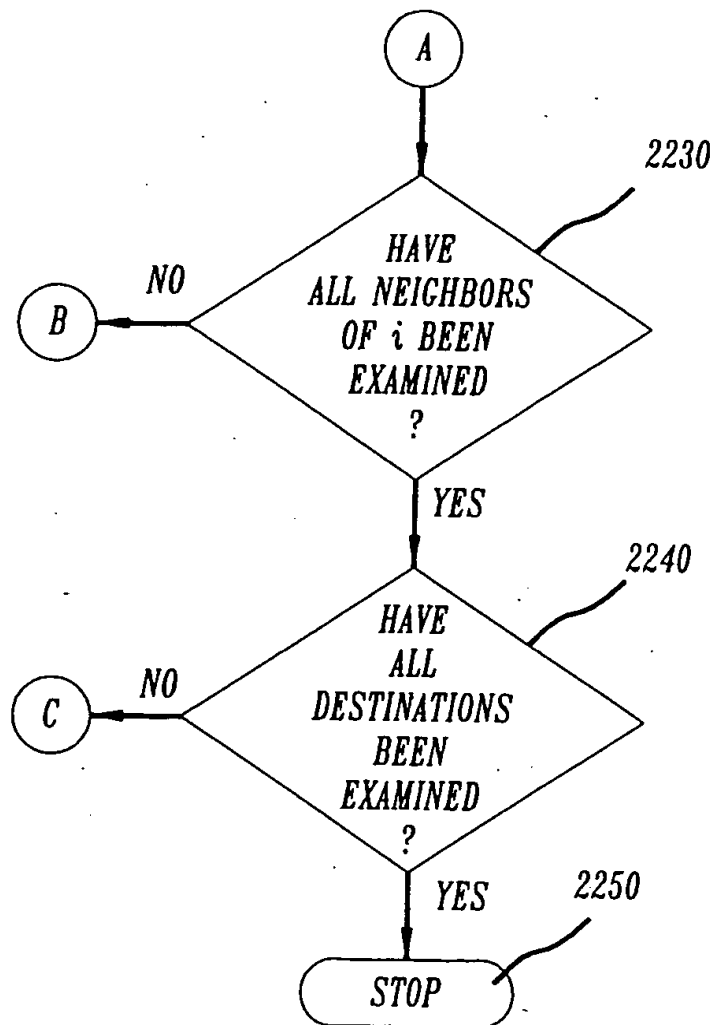 A
2230
HAVE
ALL NEIGHBORS
OF i BEEN
EXAMINED
?
NO
B
YES
2240
HAVE
ALL
DESTINATIONS
BEEN
EXAMINED
?
NO
C
YES
2250
STOP